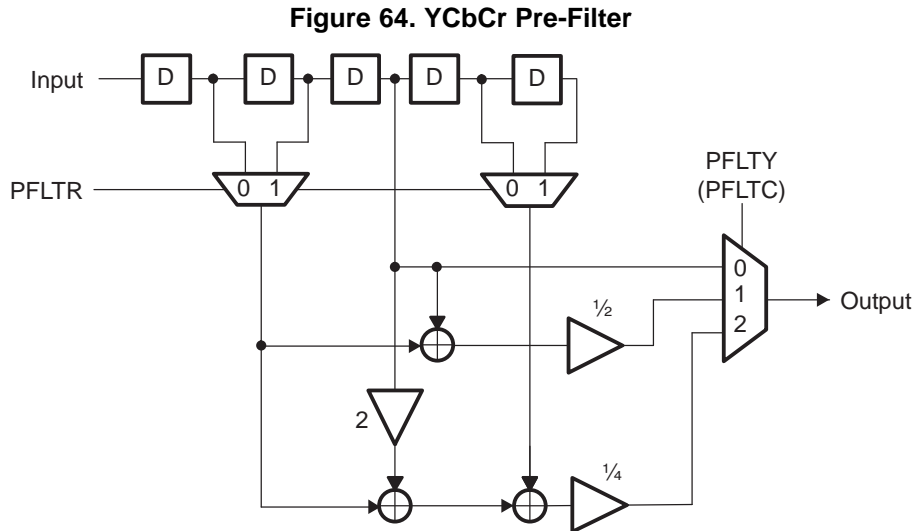 Figure 64. YCbCr Pre-Filter
Input
D
D
D
D
D
PFLTR
0 1
0 1
PFLTY
(PFLTC)
0
1
2
Output
½
2
¼